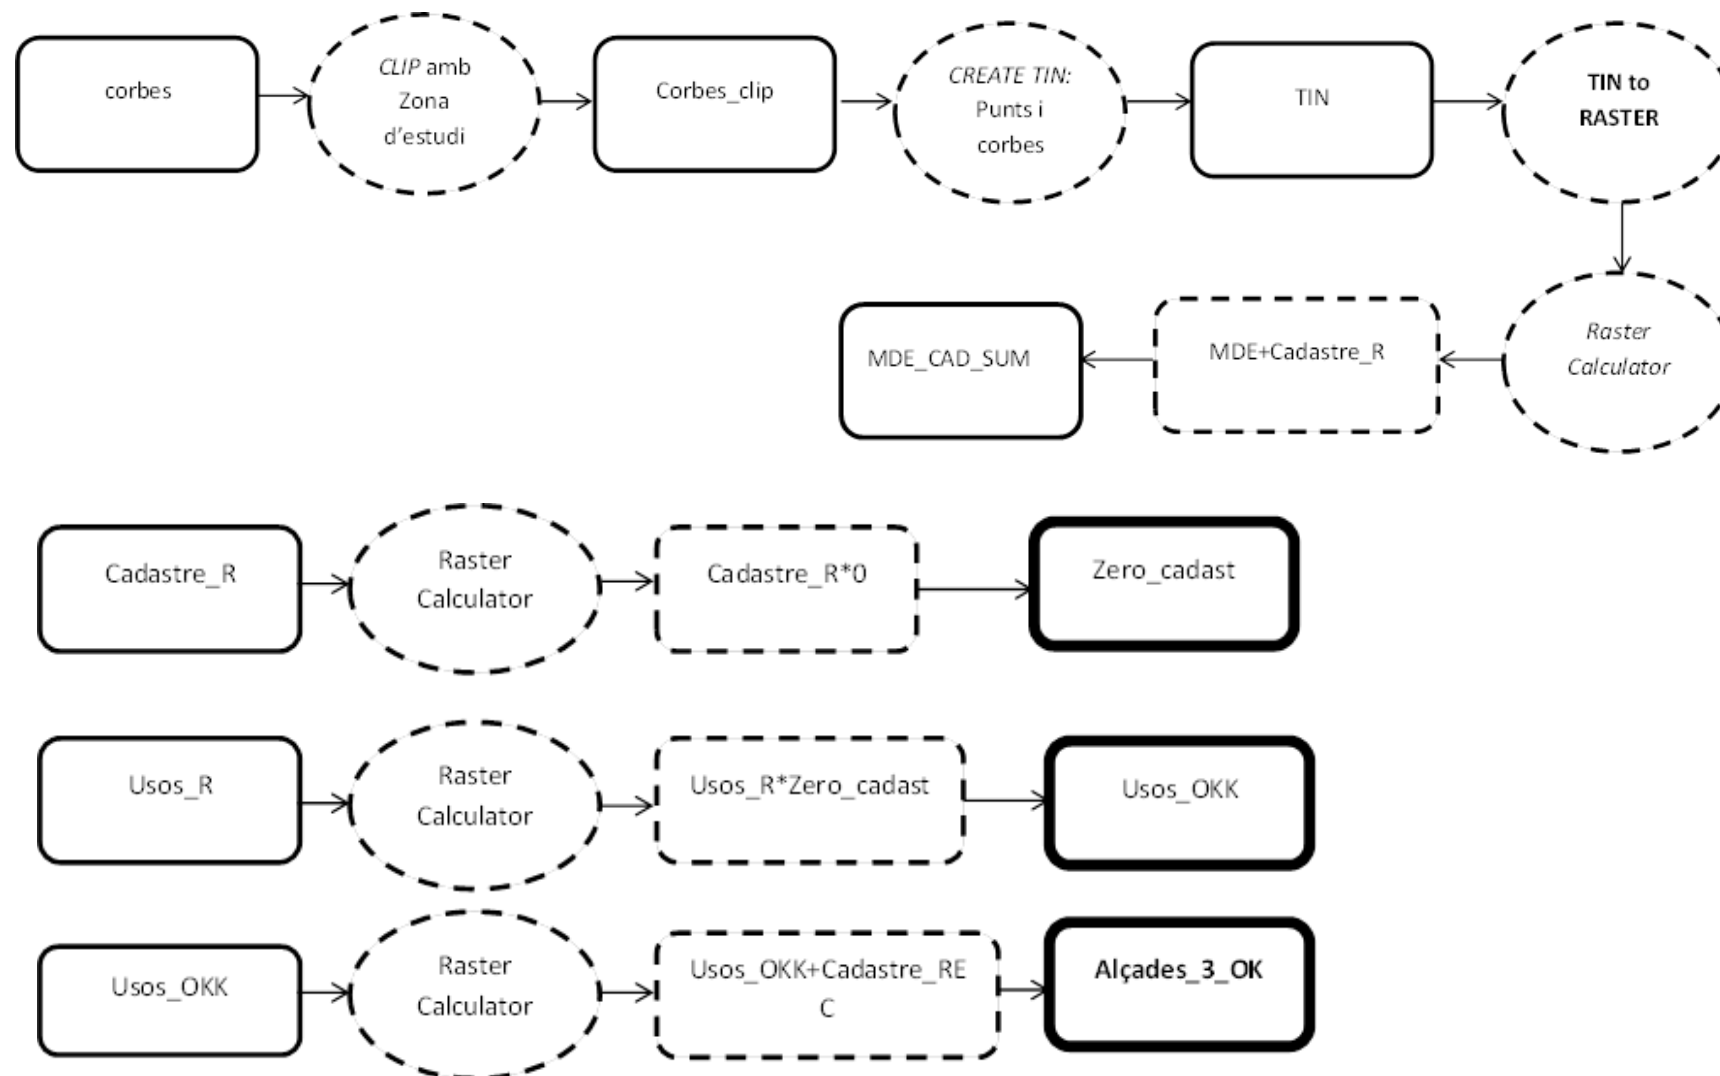 corbes
CLIP amb
Zona
d'estudi
Corbes_clip
CREATE TIN:
Punts i
corbes
TIN
TIN to
RASTER
Raster
Calculator
MDE+Cadastre_R
MDE_CAD_SUM
Cadastre_R
Raster
Calculator
Cadastre_R*0
Zero_cadast
Usos_R
Raster
Calculator
Usos_R*Zero_cadast
Usos_OKK
Usos_OKK
Raster
Calculator
Usos_OKK+Cadastre_RE
C
Alçades_3_OK